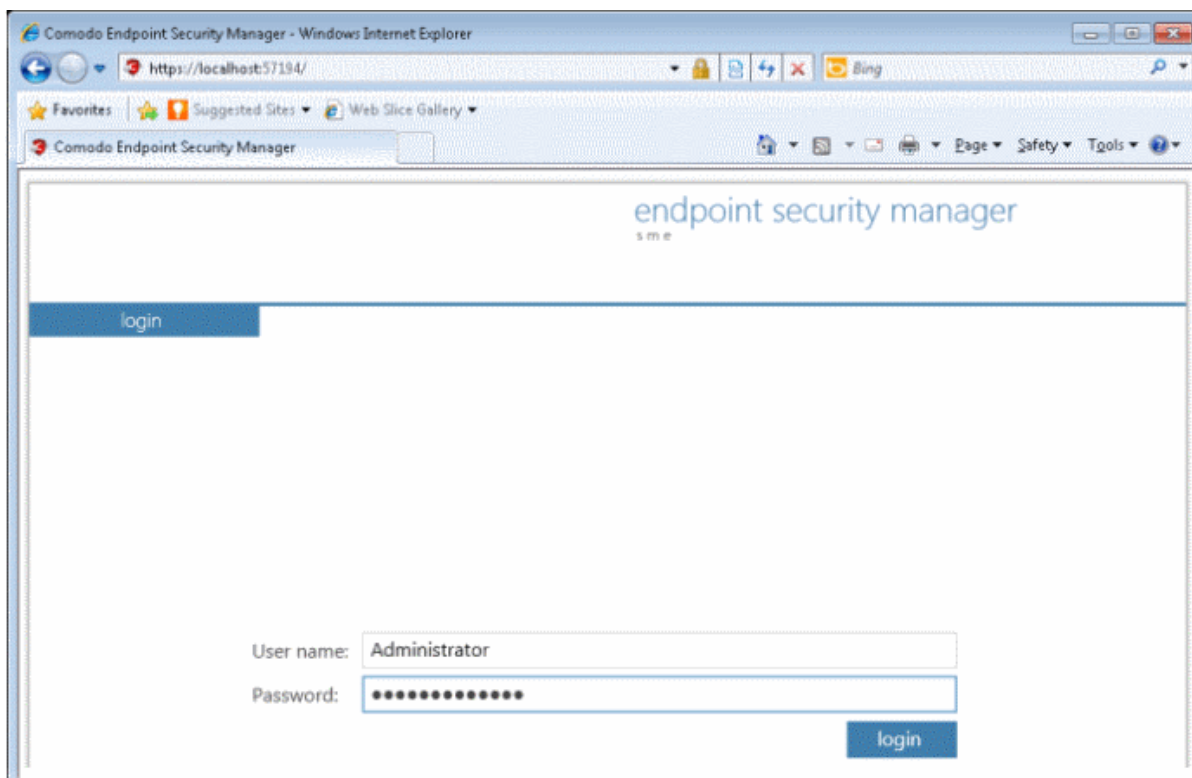 Comodo Endpoint Security Manager - Windows Internet Explorer
https://localhost:57194/
Bing
Favorites Suggested Sites Web Slice Gallery
Comodo Endpoint Security Manager
Page Safety Tools
endpoint security manager
sme
login
User name: Administrator
Password: •••••••••••••
login